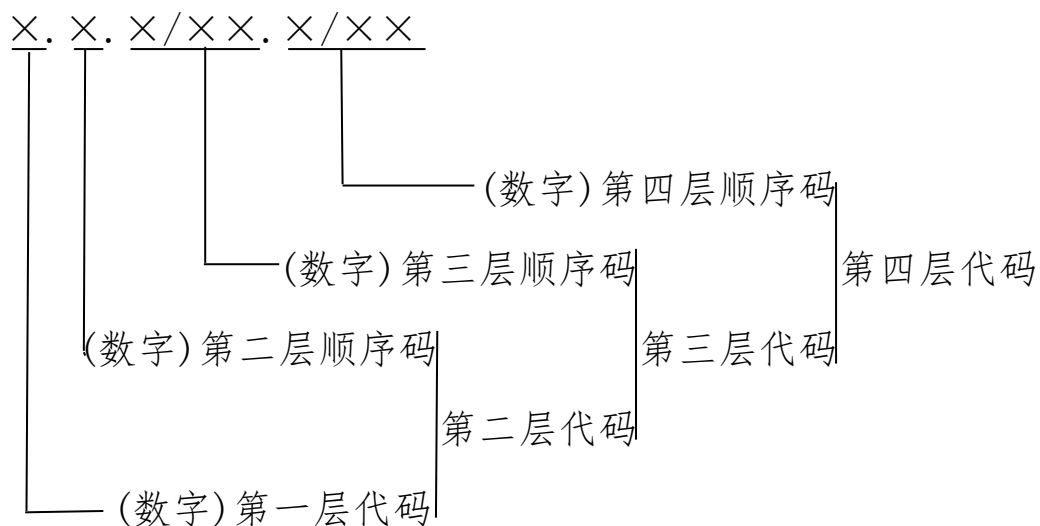 ×.×.×/××.×/××
(数字)第四层顺序码
(数字)第三层顺序码
第四层代码
(数字)第二层顺序码
第三层代码
第二层代码
(数字)第一层代码